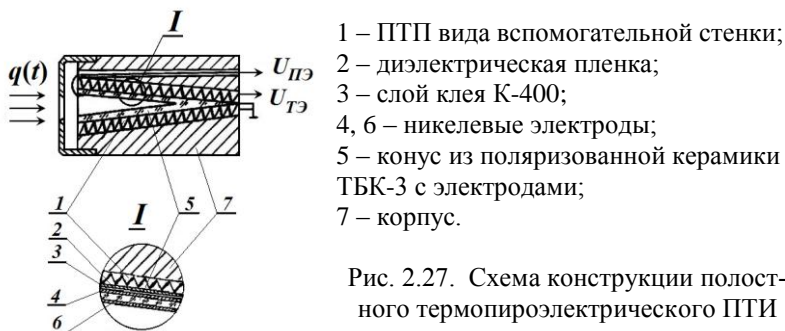 I
q(t)
U_ПЭ
U_ТЭ
1
I
5
7
2
3
4
6
1 – ПТП вида вспомогательной стенки;
2 – диэлектрическая пленка;
3 – слой клея К-400;
4, 6 – никелевые электроды;
5 – конус из поляризованной керамики
ТБК-3 с электродами;
7 – корпус.
Рис. 2.27. Схема конструкции полост-
ного термопироэлектрического ПТИ